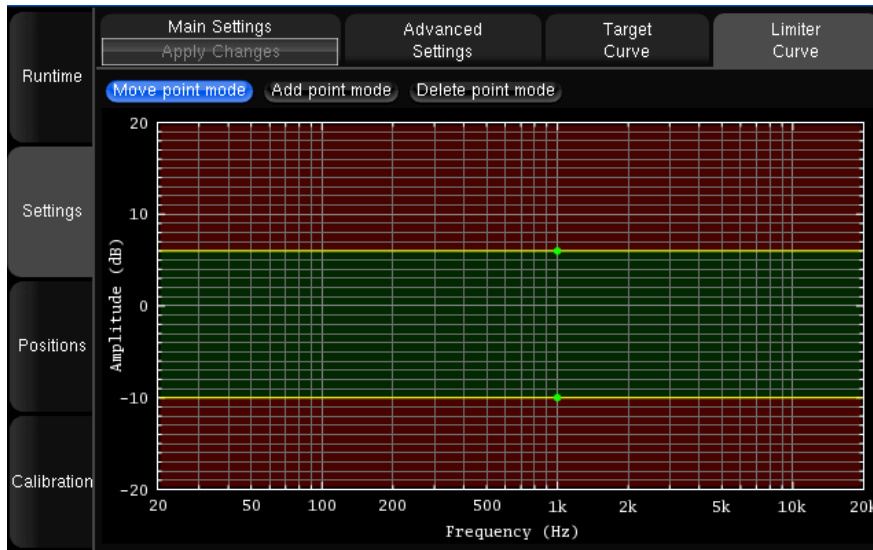 Main Settings
Apply Changes
Advanced
Settings
Target
Curve
Limiter
Curve
Runtime
Settings
Positions
Calibration
Move point mode Add point mode Delete point mode
20
10
0
-10
-20
Amplitude (dB)
20 50 100 200 500 1k 2k 5k 10k 20k
Frequency (Hz)